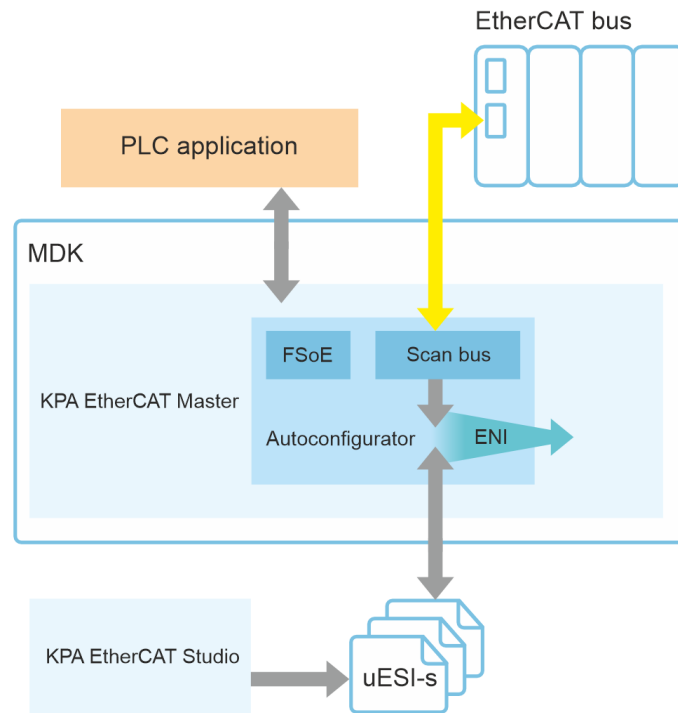 EtherCAT bus
PLC application
MDK
FSoE
Scan bus
KPA EtherCAT Master
Autoconfigurator
ENI
KPA EtherCAT Studio
uESI-s